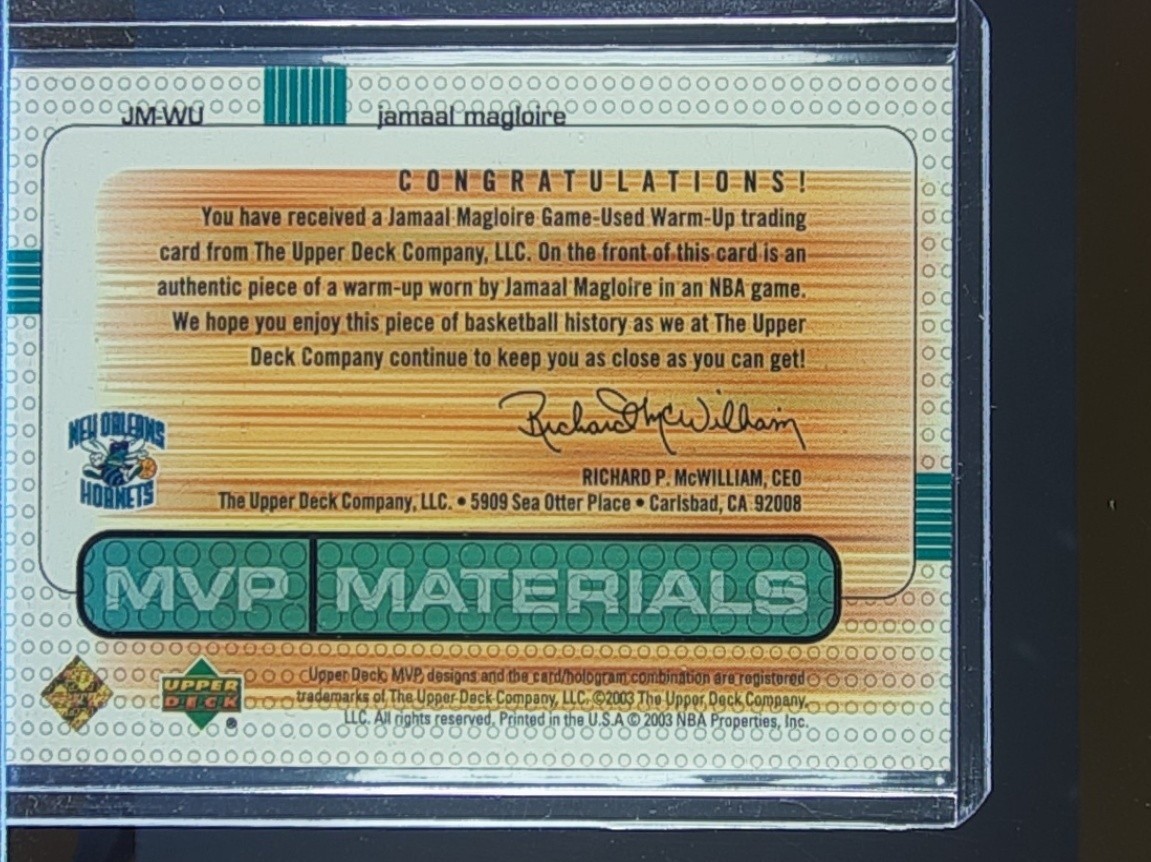 JM-WU jamaal magloire
CONGRATULATIONS!
You have received a Jamaal Magloire Game-Used Warm-Up trading
card from The Upper Deck Company, LLC. On the front of this card is an
authentic piece of a warm-up worn by Jamaal Magloire in an NBA game.
We hope you enjoy this piece of basketball history as we at The Upper
Deck Company continue to keep you as close as you can get!
Richard McWilliam
RICHARD P. McWILLIAM, CEO
The Upper Deck Company, LLC. • 5909 Sea Otter Place • Carlsbad, CA 92008
NEW ORLEANS
HORNETS
MVP MATERIALS
UPPER
DECK
®
Upper Deck, MVP, designs and the card/hologram combination are registered
trademarks of The Upper Deck Company, LLC. ©2003 The Upper Deck Company,
LLC. All rights reserved. Printed in the U.S.A © 2003 NBA Properties, Inc.